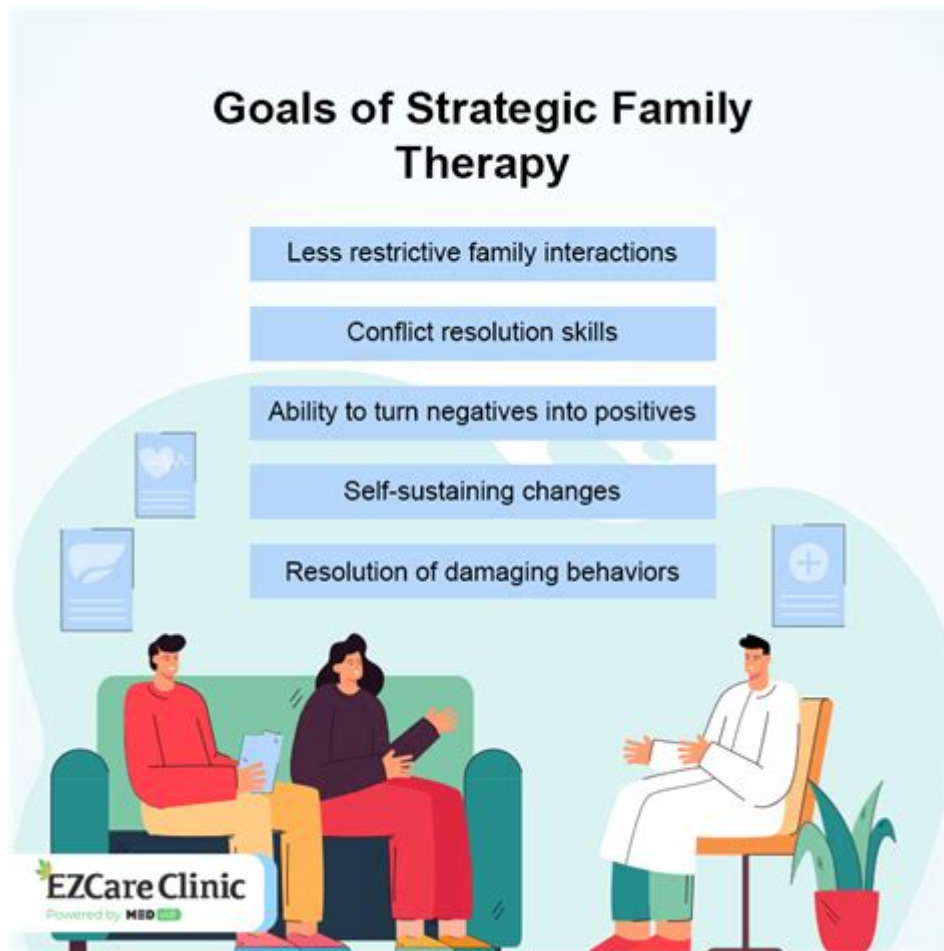 Goals of Strategic Family
Therapy
Less restrictive family interactions
Conflict resolution skills
Ability to turn negatives into positives
Self-sustaining changes
Resolution of damaging behaviors
EZCare Clinic
Powered by MED